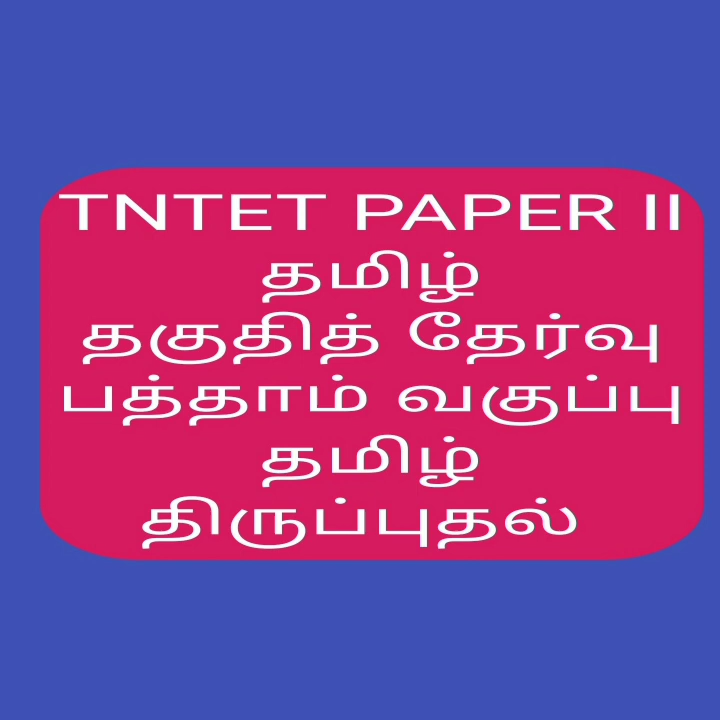 TNTET PAPER II
தமிழ்
தகுதித் தேர்வு
பத்தாம் வகுப்பு
தமிழ்
திருப்புதல்